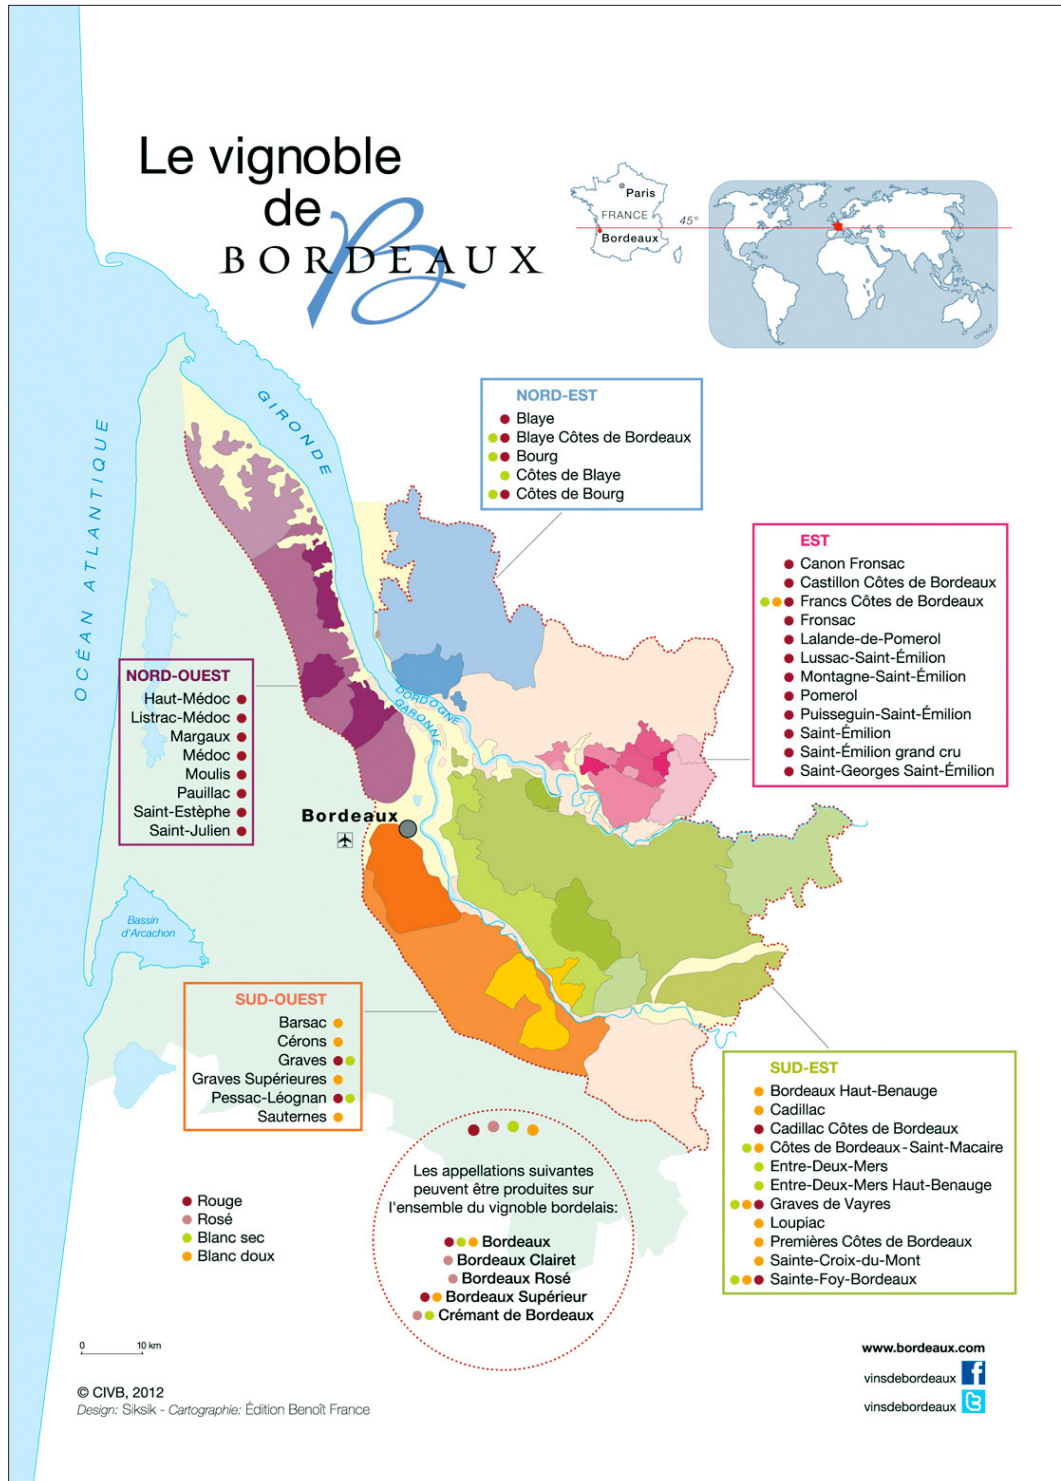 Le vignoble
de
BORDEAUX
B
Paris
FRANCE
Bordeaux
45°
OCÉAN ATLANTIQUE
GIRONDE
DORDOGNE
GARONNE
NORD-EST
Blaye
Blaye Côtes de Bordeaux
Bourg
Côtes de Blaye
Côtes de Bourg
EST
Canon Fronsac
Castillon Côtes de Bordeaux
Francs Côtes de Bordeaux
Fronsac
Lalande-de-Pomerol
Lussac-Saint-Émilion
Montagne-Saint-Émilion
Pomerol
Puisseguin-Saint-Émilion
Saint-Émilion
Saint-Émilion grand cru
Saint-Georges Saint-Émilion
NORD-OUEST
Haut-Médoc
Listrac-Médoc
Margaux
Médoc
Moulis
Pauillac
Saint-Estèphe
Saint-Julien
Bordeaux
Bassin
d'Arcachon
SUD-OUEST
Barsac
Cérons
Graves
Graves Supérieures
Pessac-Léognan
Sauternes
SUD-EST
Bordeaux Haut-Benauge
Cadillac
Cadillac Côtes de Bordeaux
Côtes de Bordeaux-Saint-Macaire
Entre-Deux-Mers
Entre-Deux-Mers Haut-Benauge
Graves de Vayres
Loupiac
Premières Côtes de Bordeaux
Sainte-Croix-du-Mont
Sainte-Foy-Bordeaux
Les appellations suivantes
peuvent être produites sur
l'ensemble du vignoble bordelais:
Bordeaux
Bordeaux Clairet
Bordeaux Rosé
Bordeaux Supérieur
Crémant de Bordeaux
Rouge
Rosé
Blanc sec
Blanc doux
0 10 km
© CIVB, 2012
Design: Siksik - Cartographie: Édition Benoît France
www.bordeaux.com
vinsdebordeaux f
vinsdebordeaux t